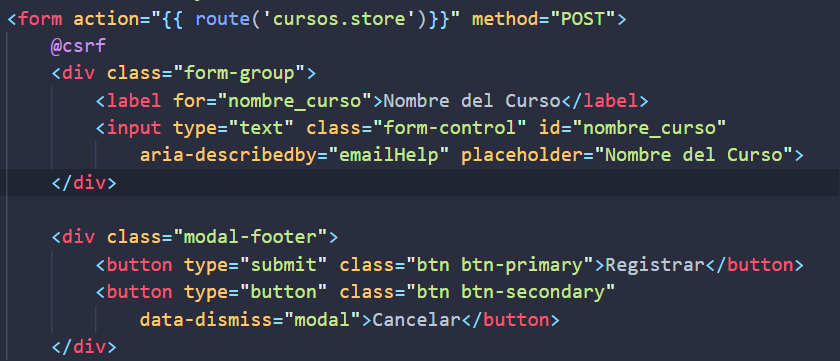 <form action="{{ route('cursos.store')}}" method="POST">
@csrf
<div class="form-group">
<label for="nombre_curso">Nombre del Curso</label>
<input type="text" class="form-control" id="nombre_curso"
aria-describedby="emailHelp" placeholder="Nombre del Curso">
</div>
<div class="modal-footer">
<button type="submit" class="btn btn-primary">Registrar</button>
<button type="button" class="btn btn-secondary"
data-dismiss="modal">Cancelar</button>
</div>